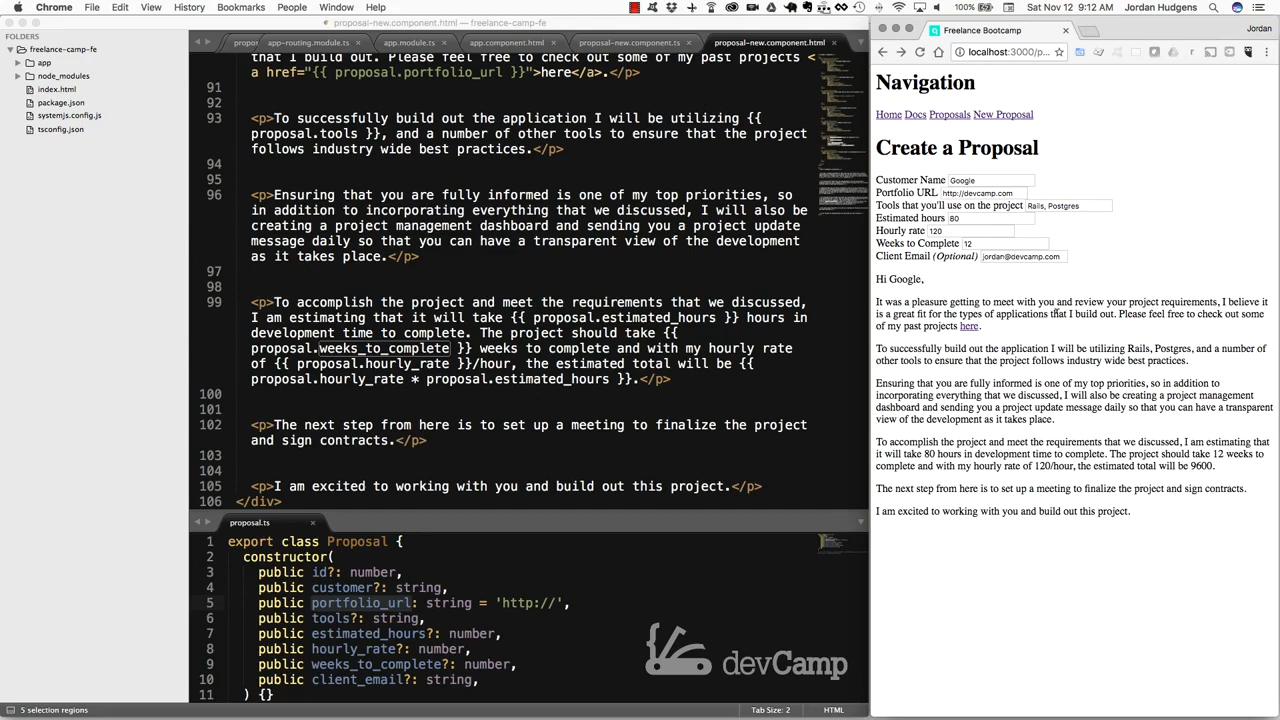 Chrome File Edit View History Bookmarks People Window Help
100% Sat Nov 12 9:12 AM Jordan Hudgens
proposal-new.component.html — freelance-camp-fe
FOLDERS
freelance-camp-fe
app
node_modules
index.html
package.json
systemjs.config.js
tsconfig.json
propos app-routing.module.ts app.module.ts app.component.html proposal-new.component.ts proposal-new.component.html
that I build out. Please feel free to check out some of my past projects <
a href="{{ proposal.portfolio_url }}">here</a>.</p>
91
92
93 <p>To successfully build out the application I will be utilizing {{
proposal.tools }}, and a number of other tools to ensure that the project
follows industry wide best practices.</p>
94
95
96 <p>Ensuring that you are fully informed is one of my top priorities, so
in addition to incorporating everything that we discussed, I will also be
creating a project management dashboard and sending you a project update
message daily so that you can have a transparent view of the development
as it takes place.</p>
97
98
99 <p>To accomplish the project and meet the requirements that we discussed,
I am estimating that it will take {{ proposal.estimated_hours }} hours in
development time to complete. The project should take {{
proposal.weeks_to_complete }} weeks to complete and with my hourly rate
of {{ proposal.hourly_rate }}/hour, the estimated total will be {{
proposal.hourly_rate * proposal.estimated_hours }}.</p>
100
101
102 <p>The next step from here is to set up a meeting to finalize the project
and sign contracts.</p>
103
104
105 <p>I am excited to working with you and build out this project.</p>
106 </div>
proposal.ts
1 export class Proposal {
2 constructor(
3 public id?: number,
4 public customer?: string,
5 public portfolio_url: string = 'http://',
6 public tools?: string,
7 public estimated_hours?: number,
8 public hourly_rate?: number,
9 public weeks_to_complete?: number,
10 public client_email?: string,
11 ) {}
devCamp
5 selection regions
Tab Size: 2 HTML
Freelance Bootcamp
Jordan
localhost:3000/p...
Navigation
Home Docs Proposals New Proposal
Create a Proposal
Customer Name Google
Portfolio URL http://devcamp.com
Tools that you'll use on the project Rails, Postgres
Estimated hours 80
Hourly rate 120
Weeks to Complete 12
Client Email (Optional) jordan@devcamp.com
Hi Google,
It was a pleasure getting to meet with you and review your project requirements, I believe it
is a great fit for the types of applications that I build out. Please feel free to check out some
of my past projects here.
To successfully build out the application I will be utilizing Rails, Postgres, and a number of
other tools to ensure that the project follows industry wide best practices.
Ensuring that you are fully informed is one of my top priorities, so in addition to
incorporating everything that we discussed, I will also be creating a project management
dashboard and sending you a project update message daily so that you can have a transparent
view of the development as it takes place.
To accomplish the project and meet the requirements that we discussed, I am estimating that
it will take 80 hours in development time to complete. The project should take 12 weeks to
complete and with my hourly rate of 120/hour, the estimated total will be 9600.
The next step from here is to set up a meeting to finalize the project and sign contracts.
I am excited to working with you and build out this project.